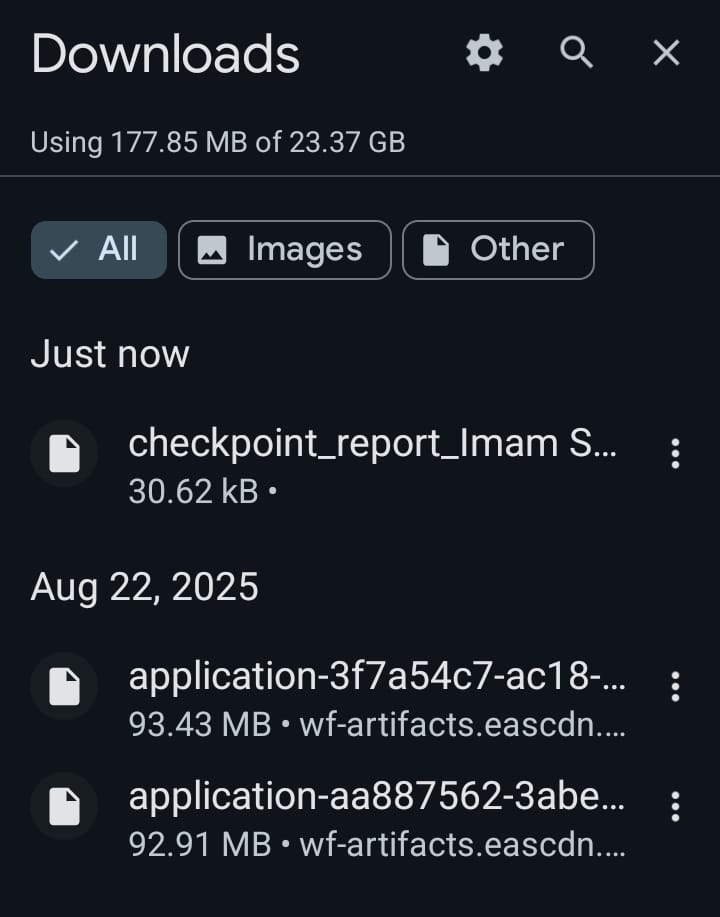 Downloads
Using 177.85 MB of 23.37 GB
All Images Other
Just now
checkpoint_report_Imam S...
30.62 kB •
Aug 22, 2025
application-3f7a54c7-ac18-...
93.43 MB • wf-artifacts.eascdn....
application-aa887562-3abe...
92.91 MB • wf-artifacts.eascdn....